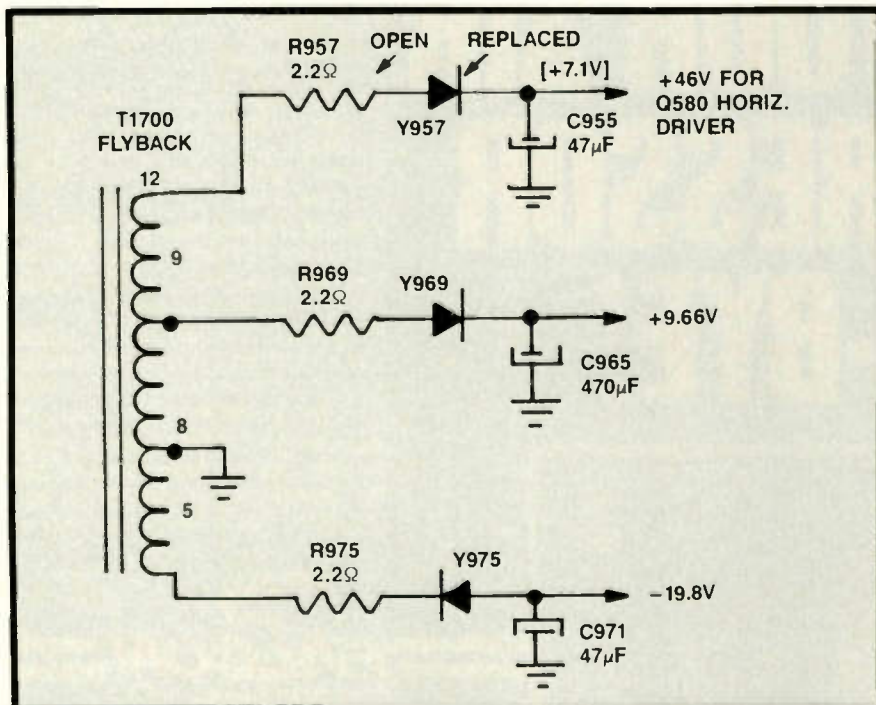 R957
2.2Ω
OPEN
REPLACED
[+7.1V]
+46V FOR
Q580 HORIZ.
DRIVER
Y957
C955
47µF
T1700
FLYBACK
12
9
R969
2.2Ω
Y969
+9.66V
C965
470µF
8
5
R975
2.2Ω
Y975
−19.8V
C971
47µF